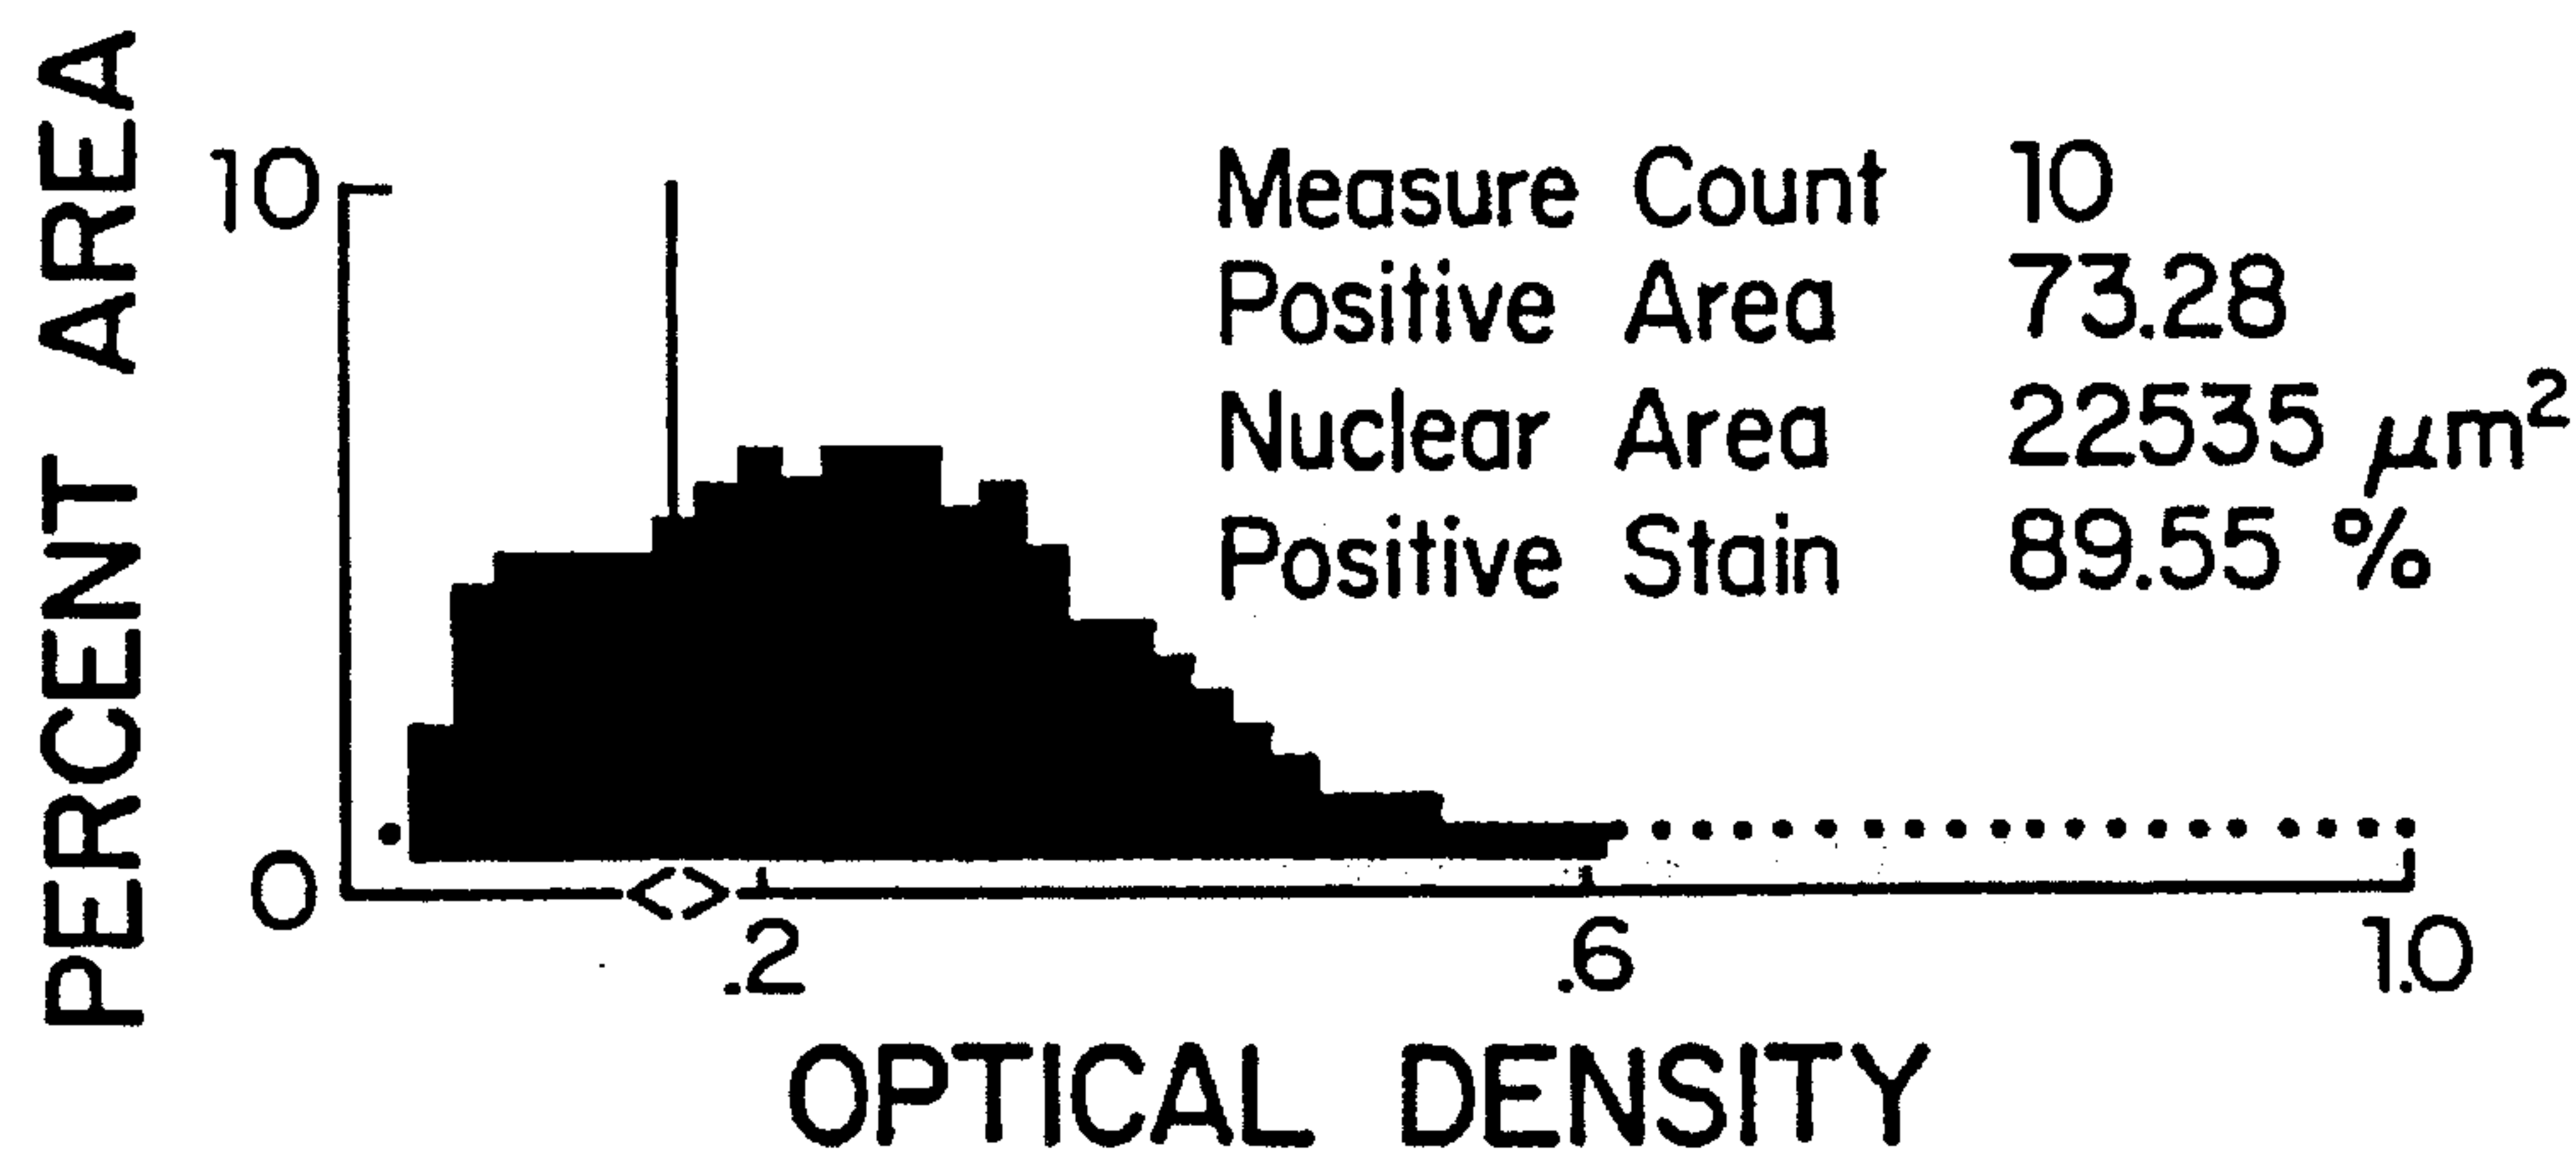 PERCENT AREA
10
0
Measure Count 10
Positive Area 73.28
Nuclear Area 22535 μm²
Positive Stain 89.55 %
.2 .6 1.0
OPTICAL DENSITY